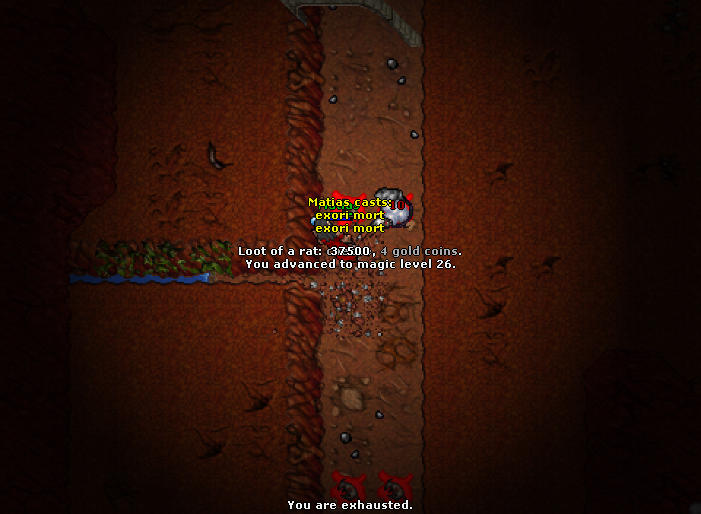 Matias casts:
exori mort
exori mort
Loot of a rat: 37500, 4 gold coins.
You advanced to magic level 26.
You are exhausted.